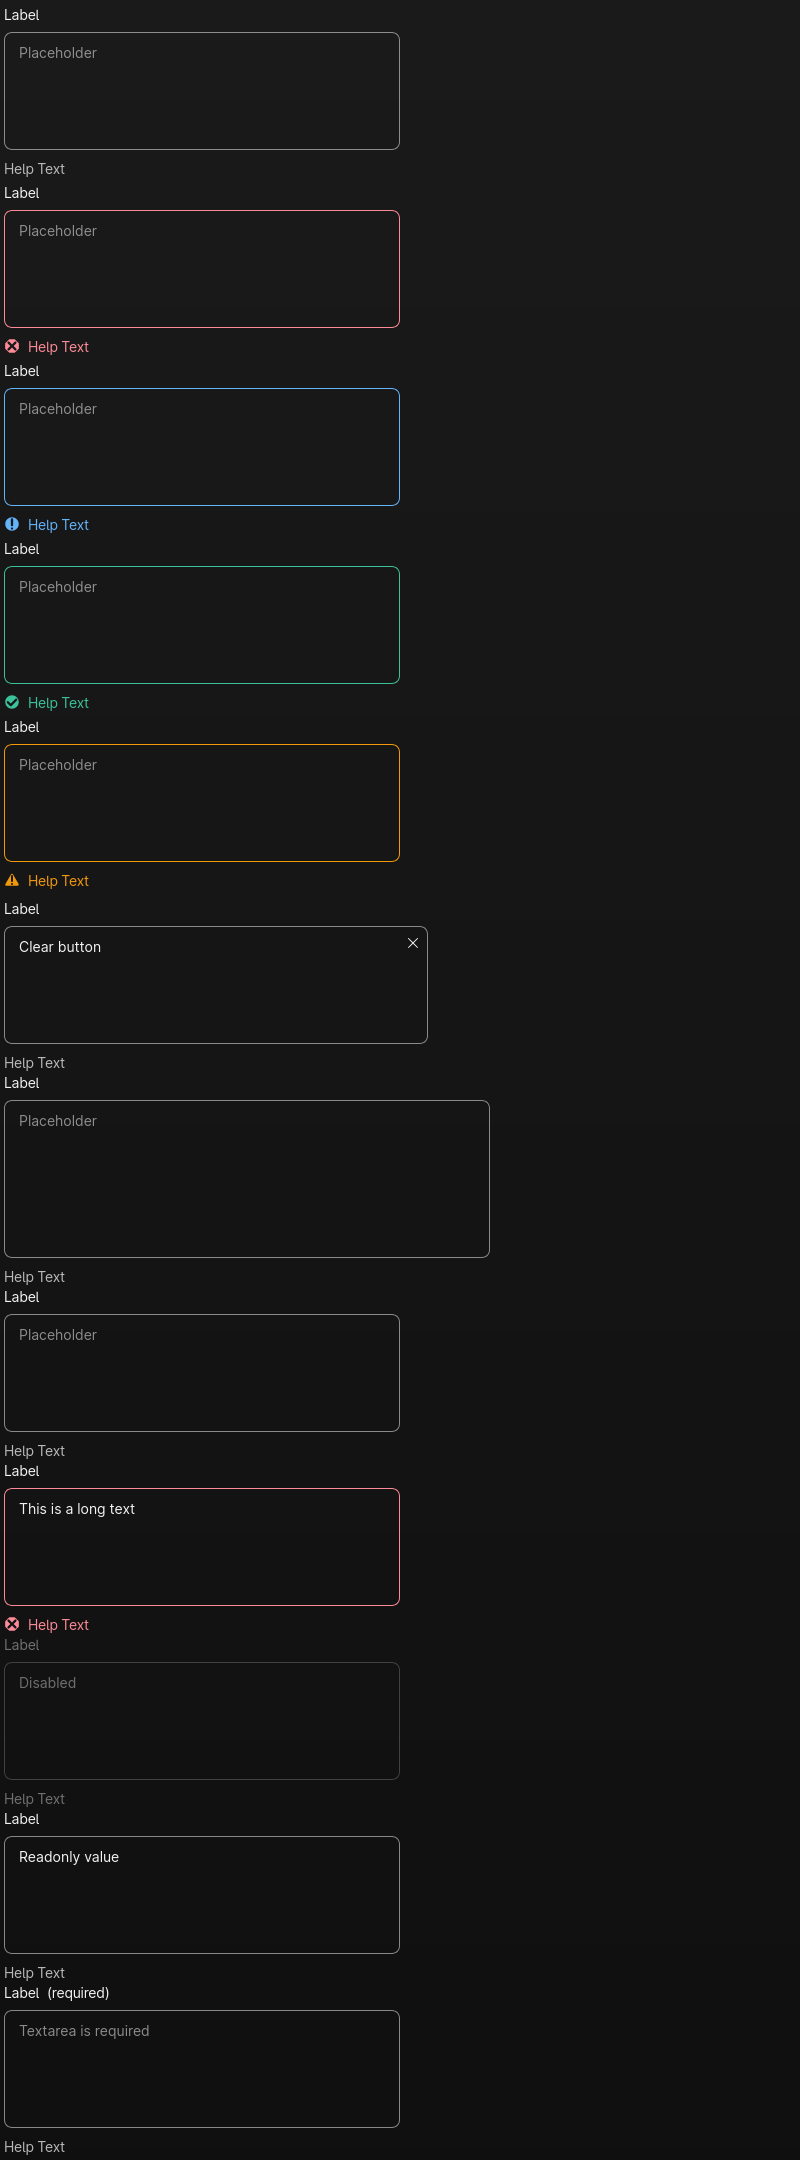 Label
Placeholder
Help Text
Label
Placeholder
Help Text
Label
Placeholder
Help Text
Label
Placeholder
Help Text
Label
Placeholder
Help Text
Label
Clear button
Help Text
Label
Placeholder
Help Text
Label
Placeholder
Help Text
Label
This is a long text
Help Text
Label
Disabled
Help Text
Label
Readonly value
Help Text
Label (required)
Textarea is required
Help Text